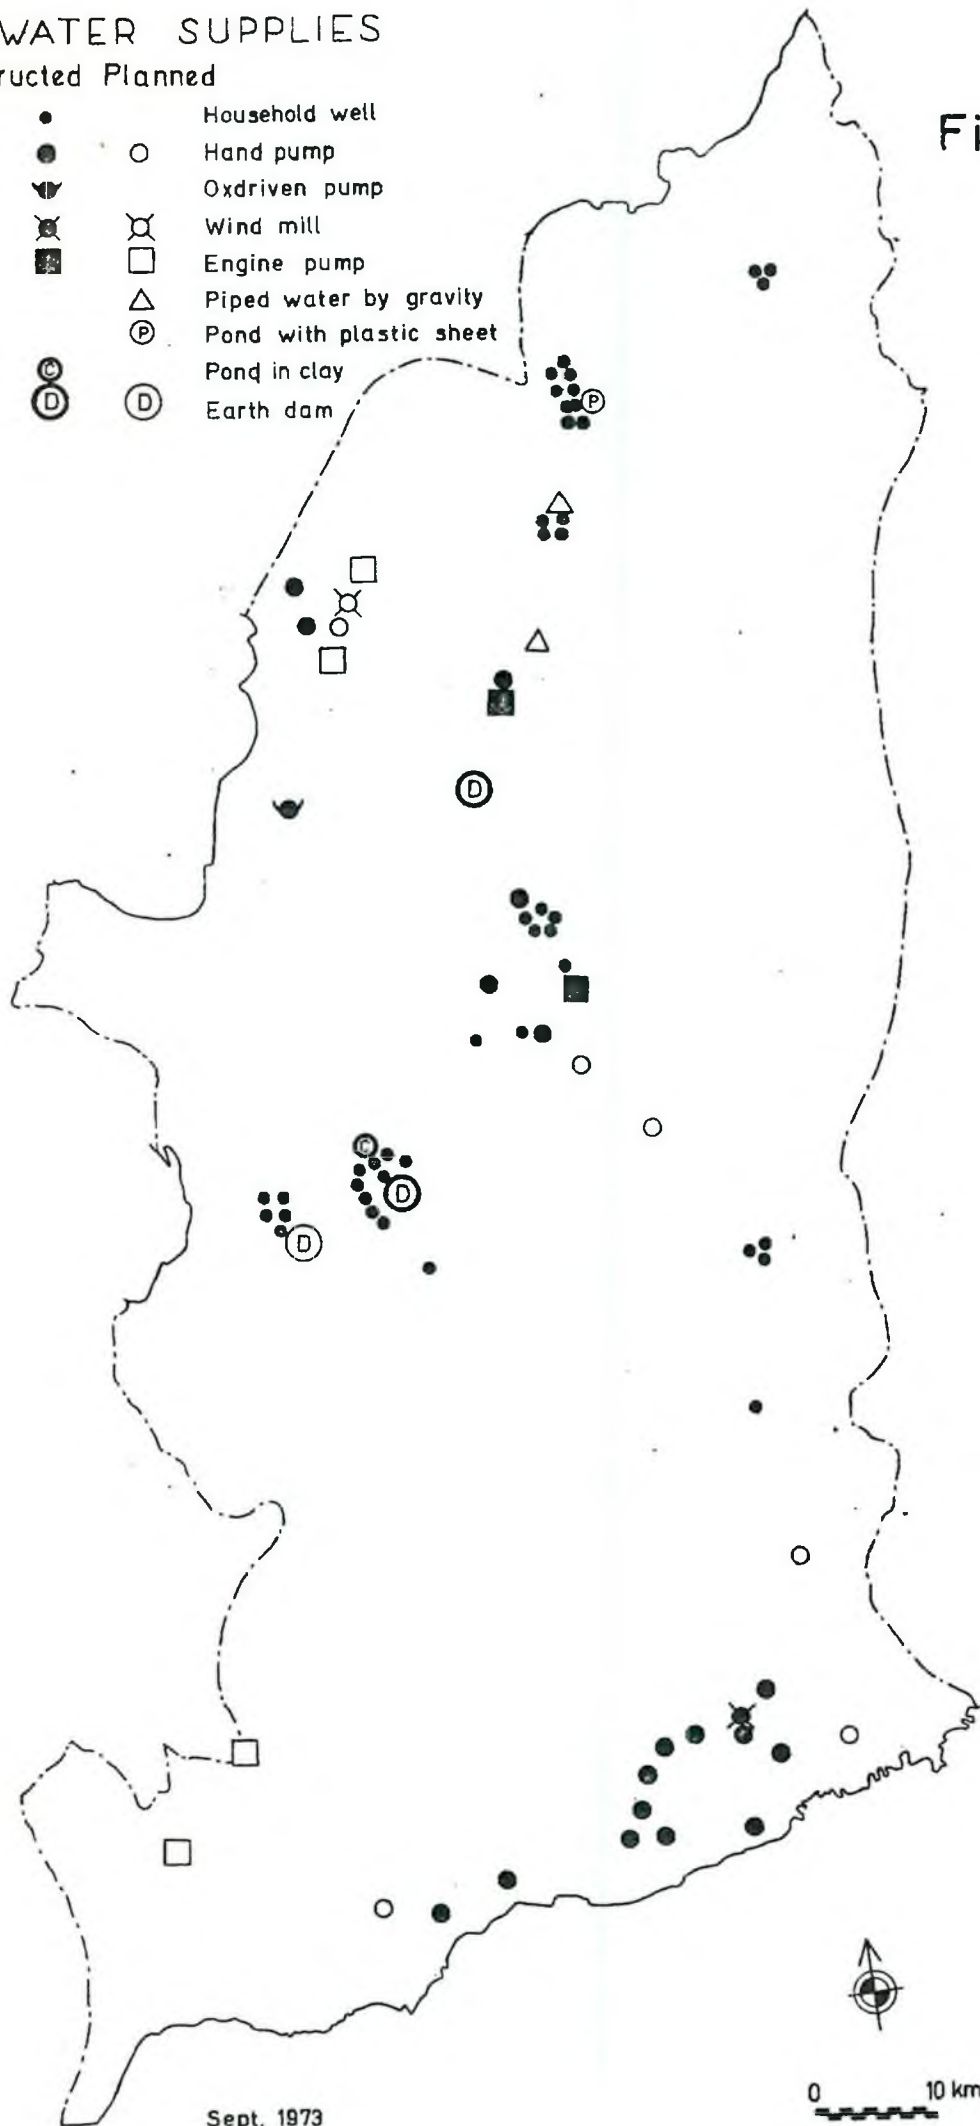 WATER SUPPLIES
ructed Planned
Household well
Hand pump
Oxdriven pump
Wind mill
Engine pump
Piped water by gravity
P Pond with plastic sheet
C Pond in clay
D D Earth dam
Fi
P
D
C
D
D
0 10 km
Sept. 1973